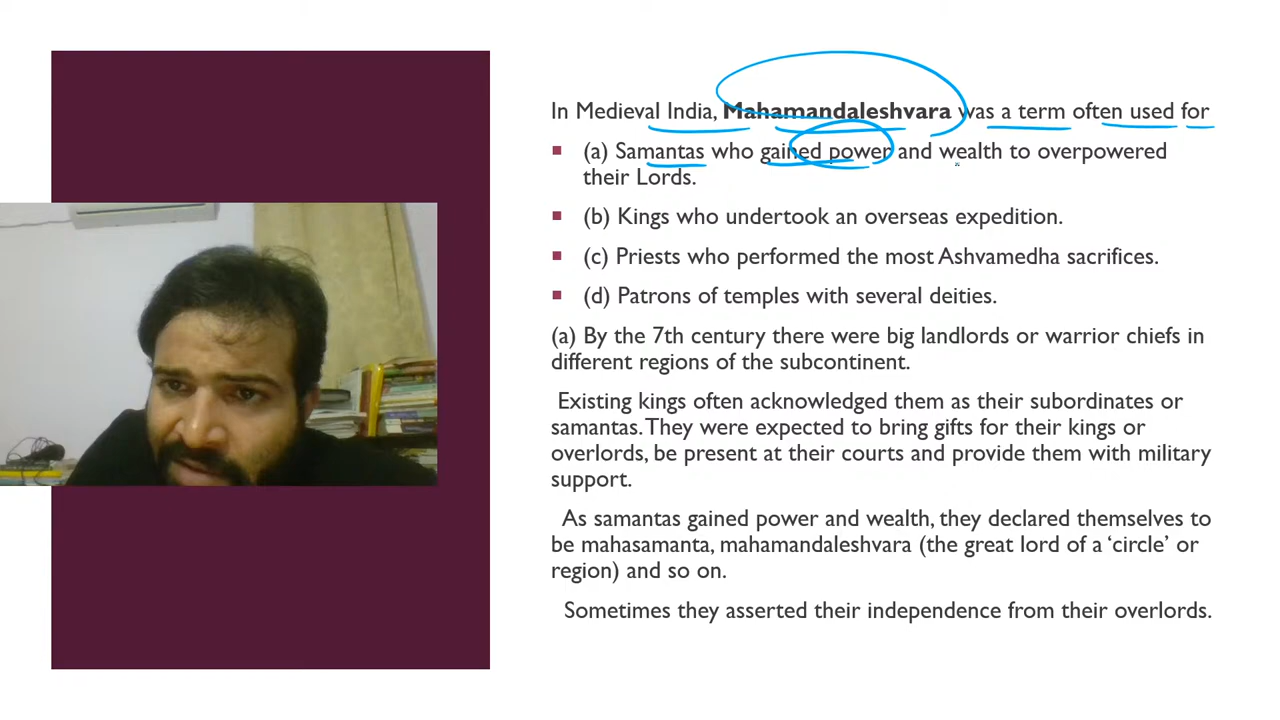 In Medieval India, Mahamandaleshvara was a term often used for
(a) Samantas who gained power and wealth to overpowered
their Lords.
(b) Kings who undertook an overseas expedition.
(c) Priests who performed the most Ashvamedha sacrifices.
(d) Patrons of temples with several deities.
(a) By the 7th century there were big landlords or warrior chiefs in
different regions of the subcontinent.
Existing kings often acknowledged them as their subordinates or
samantas. They were expected to bring gifts for their kings or
overlords, be present at their courts and provide them with military
support.
As samantas gained power and wealth, they declared themselves to
be mahasamanta, mahamandaleshvara (the great lord of a ‘circle’ or
region) and so on.
Sometimes they asserted their independence from their overlords.